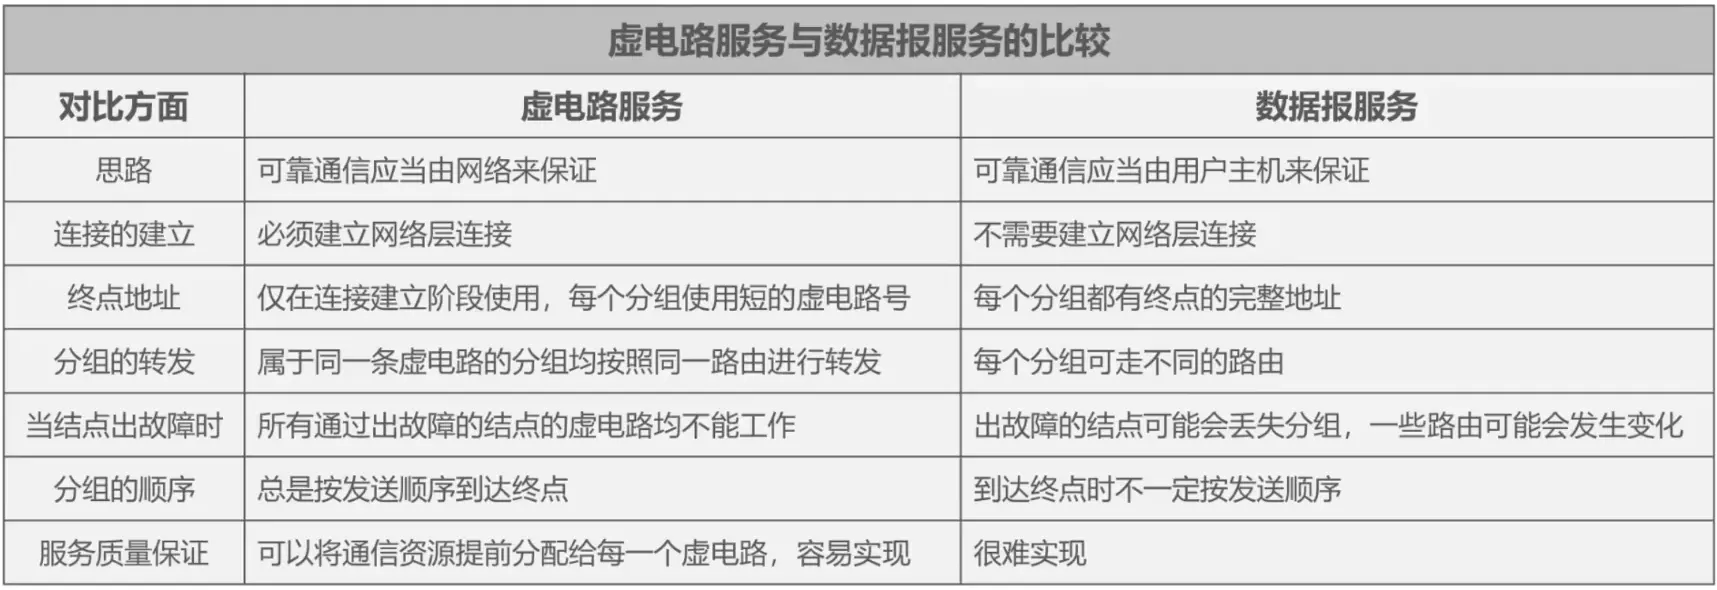 虚电路服务与数据报服务的比较
对比方面 虚电路服务 数据报服务
思路 可靠通信应当由网络来保证 可靠通信应当由用户主机来保证
连接的建立 必须建立网络层连接 不需要建立网络层连接
终点地址 仅在连接建立阶段使用，每个分组使用短的虚电路号 每个分组都有终点的完整地址
分组的转发 属于同一条虚电路的分组均按照同一路由进行转发 每个分组可走不同的路由
当结点出故障时 所有通过出故障的结点的虚电路均不能工作 出故障的结点可能会丢失分组，一些路由可能会发生变化
分组的顺序 总是按发送顺序到达终点 到达终点时不一定按发送顺序
服务质量保证 可以将通信资源提前分配给每一个虚电路，容易实现 很难实现